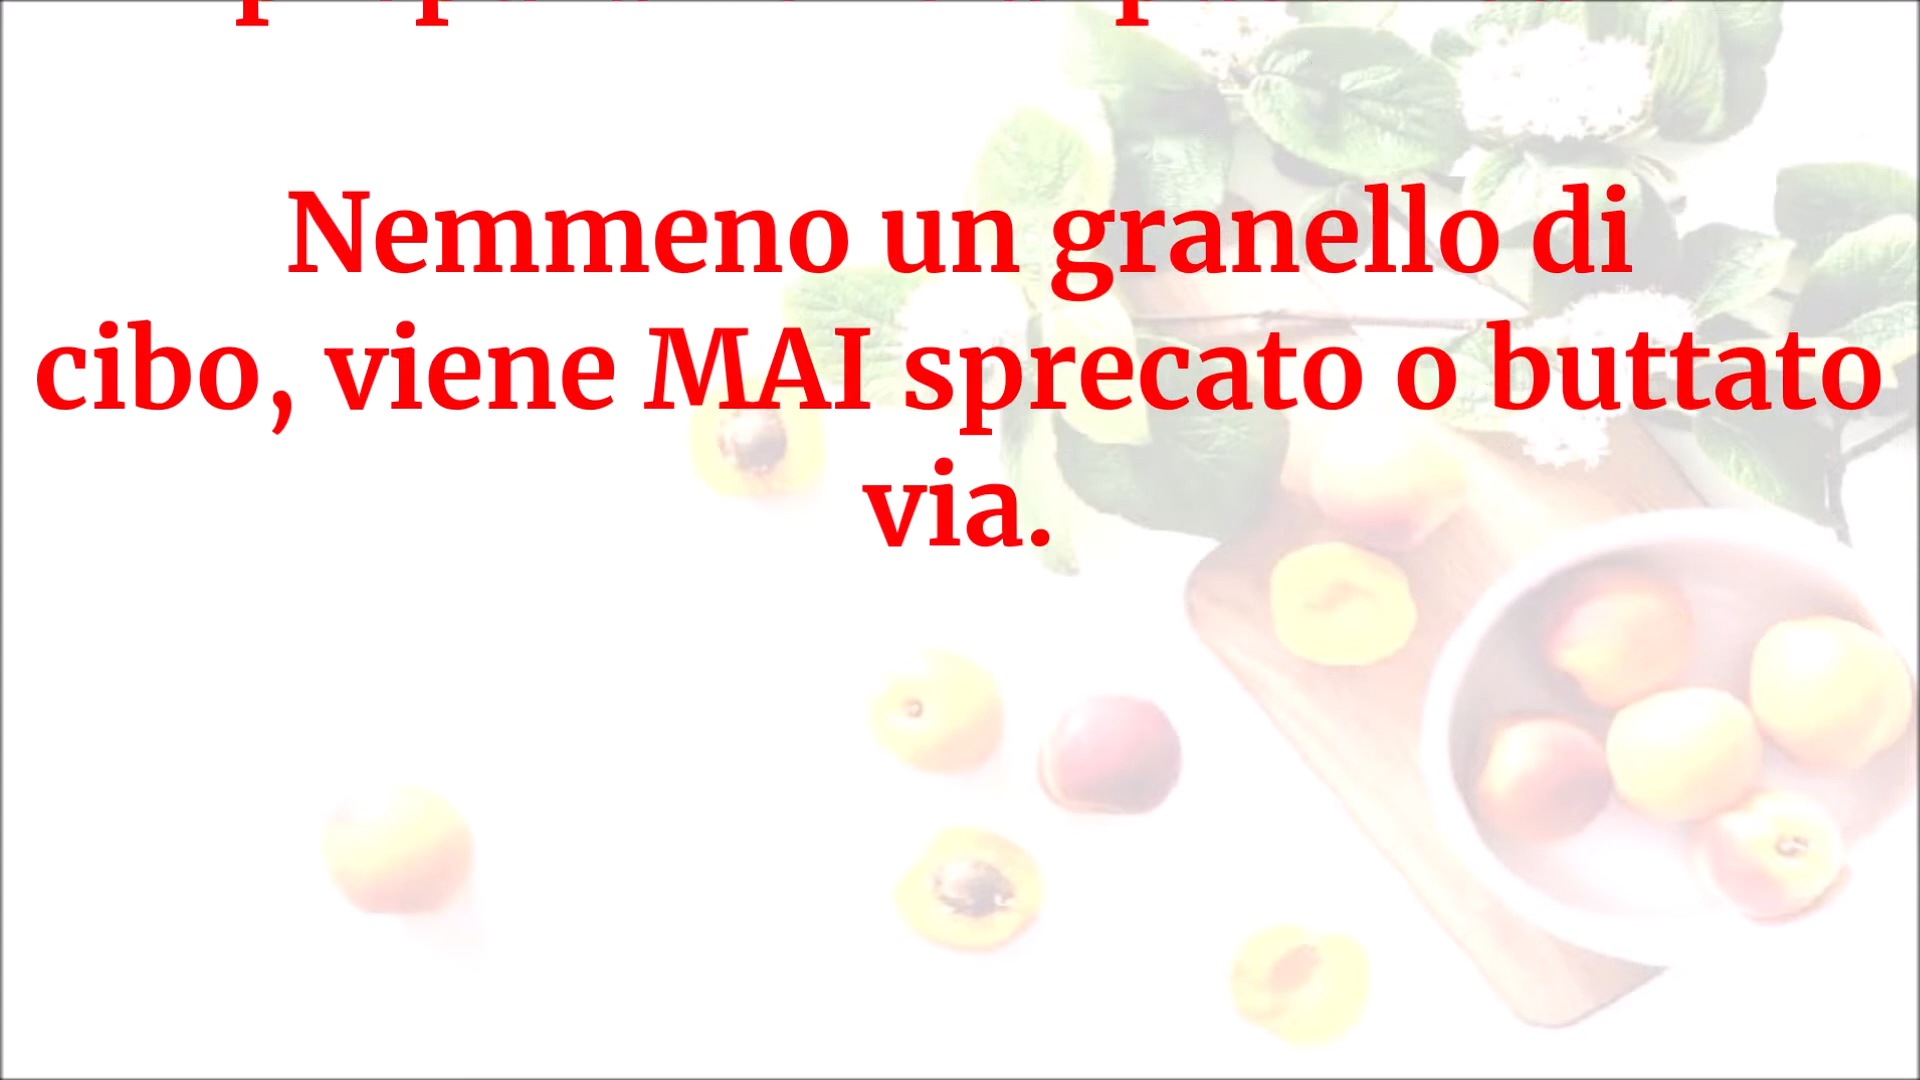 Nemmeno un granello di
cibo, viene MAI sprecato o buttato
via.